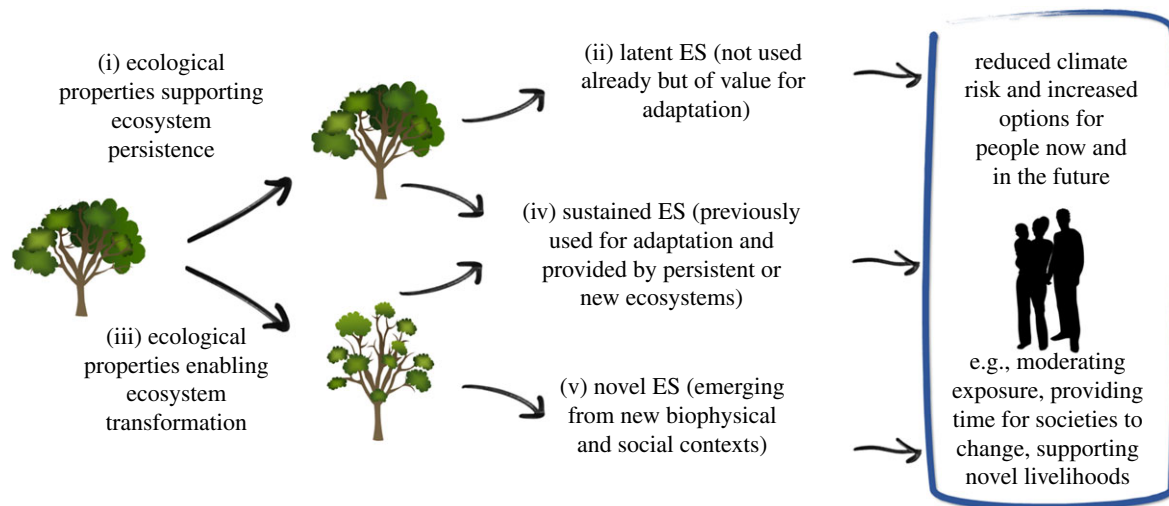 (i) ecological
properties supporting
ecosystem
persistence
(ii) latent ES (not used
already but of value for
adaptation)
(iv) sustained ES (previously
used for adaptation and
provided by persistent or
new ecosystems)
(iii) ecological
properties enabling
ecosystem
transformation
(v) novel ES (emerging
from new biophysical
and social contexts)
reduced climate
risk and increased
options for
people now and
in the future
e.g., moderating
exposure, providing
time for societies to
change, supporting
novel livelihoods